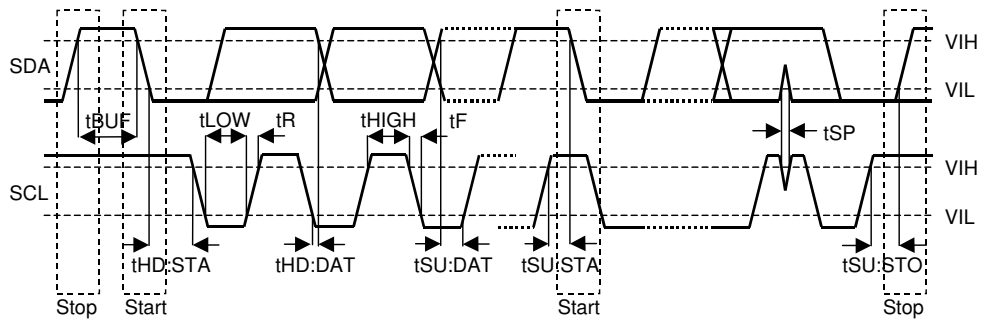 VIH
SDA
VIL
tBUF tLOW tR tHIGH tF
tSP
VIH
SCL
VIL
tHD:STA tHD:DAT tSU:DAT tSU:STA tSU:STO
Stop Start Start Stop